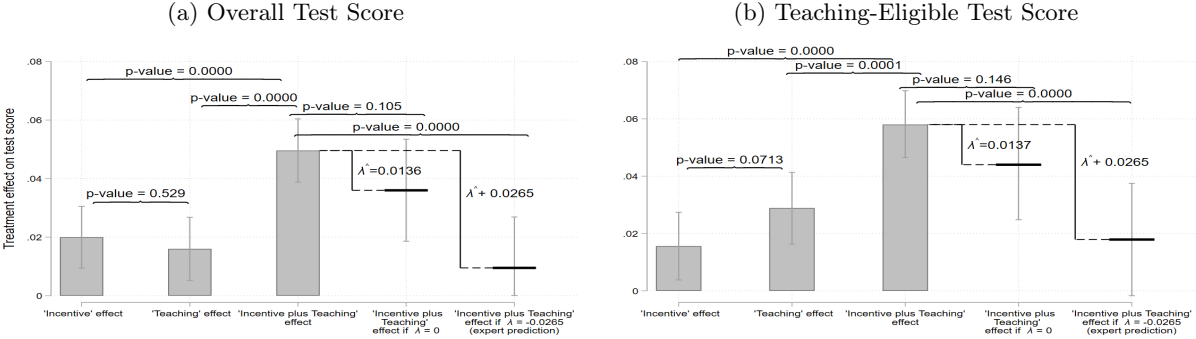 (a) Overall Test Score
Treatment effect on test score
.08
.06
.04
.02
0
p-value = 0.0000
p-value = 0.0000
p-value = 0.105
p-value = 0.0000
p-value = 0.529
λ^=0.0136
λ^+ 0.0265
'Incentive' effect
'Teaching' effect
'Incentive plus Teaching'
effect
'Incentive plus
Teaching'
effect if λ = 0
'Incentive plus Teaching'
effect if λ = -0.0265
(expert prediction)
(b) Teaching-Eligible Test Score
.08
.06
.04
.02
0
p-value = 0.0000
p-value = 0.0001
p-value = 0.146
p-value = 0.0000
p-value = 0.0713
λ^=0.0137
λ^+ 0.0265
'Incentive' effect
'Teaching' effect
'Incentive plus Teaching'
effect
'Incentive plus
Teaching'
effect if λ = 0
'Incentive plus Teaching'
effect if λ = -0.0265
(expert prediction)